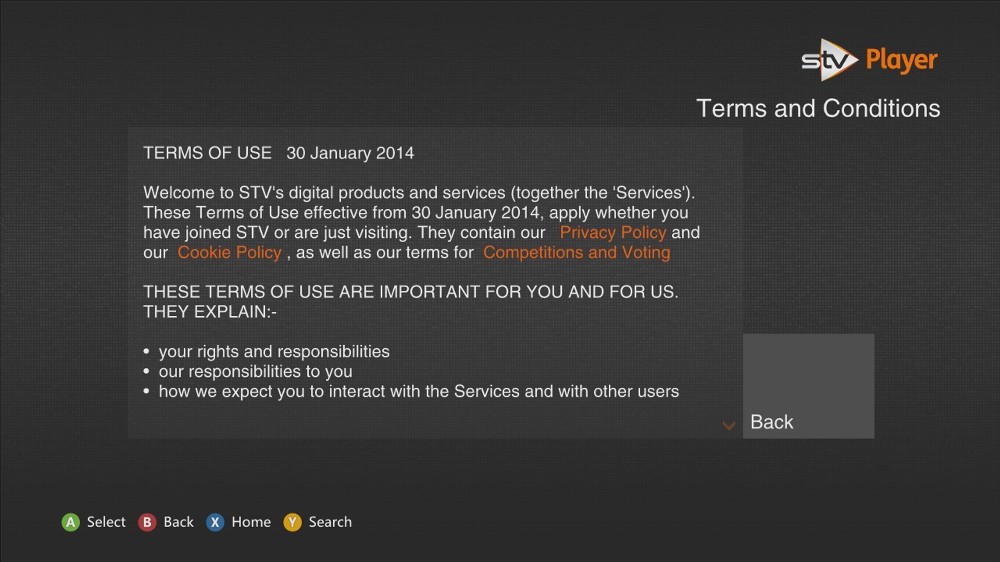 stv Player
Terms and Conditions
TERMS OF USE 30 January 2014
Welcome to STV's digital products and services (together the 'Services').
These Terms of Use effective from 30 January 2014, apply whether you
have joined STV or are just visiting. They contain our Privacy Policy and
our Cookie Policy , as well as our terms for Competitions and Voting
THESE TERMS OF USE ARE IMPORTANT FOR YOU AND FOR US.
THEY EXPLAIN:-
• your rights and responsibilities
• our responsibilities to you
• how we expect you to interact with the Services and with other users
Back
A Select B Back X Home Y Search